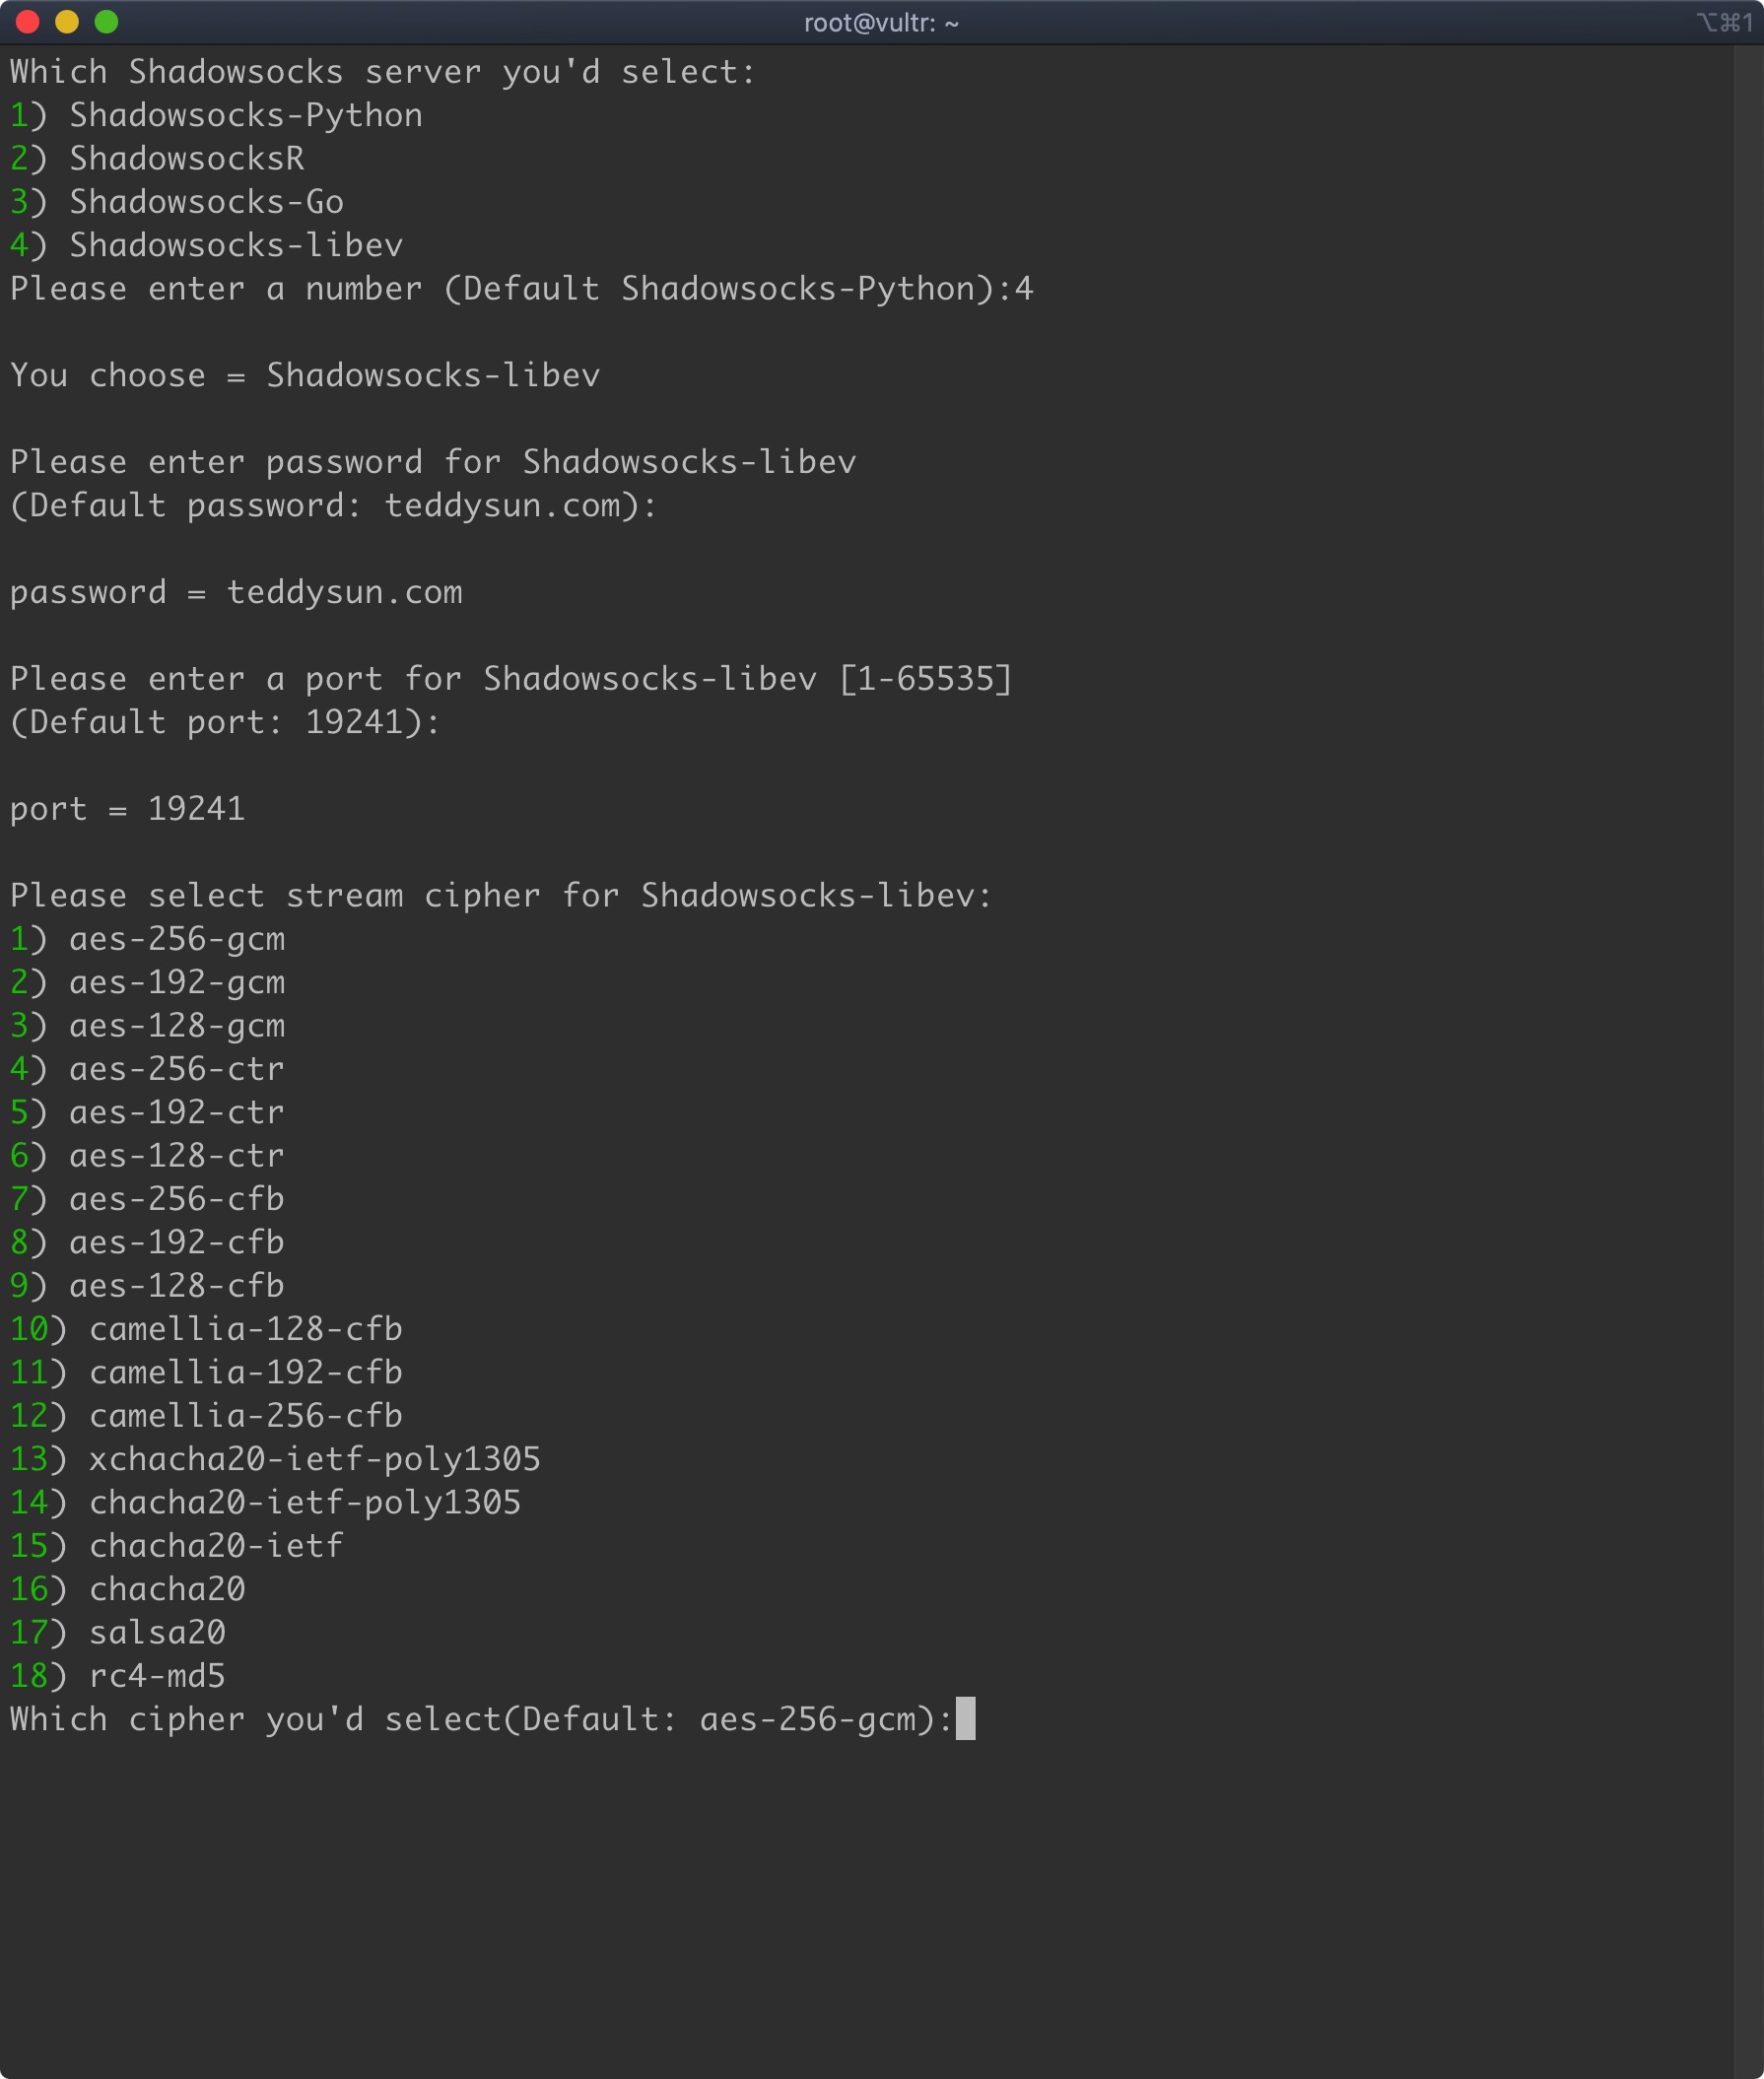 root@vultr: ~
⌥⌘1
Which Shadowsocks server you'd select:
1) Shadowsocks-Python
2) ShadowsocksR
3) Shadowsocks-Go
4) Shadowsocks-libev
Please enter a number (Default Shadowsocks-Python):4
You choose = Shadowsocks-libev
Please enter password for Shadowsocks-libev
(Default password: teddysun.com):
password = teddysun.com
Please enter a port for Shadowsocks-libev [1-65535]
(Default port: 19241):
port = 19241
Please select stream cipher for Shadowsocks-libev:
1) aes-256-gcm
2) aes-192-gcm
3) aes-128-gcm
4) aes-256-ctr
5) aes-192-ctr
6) aes-128-ctr
7) aes-256-cfb
8) aes-192-cfb
9) aes-128-cfb
10) camellia-128-cfb
11) camellia-192-cfb
12) camellia-256-cfb
13) xchacha20-ietf-poly1305
14) chacha20-ietf-poly1305
15) chacha20-ietf
16) chacha20
17) salsa20
18) rc4-md5
Which cipher you'd select(Default: aes-256-gcm):